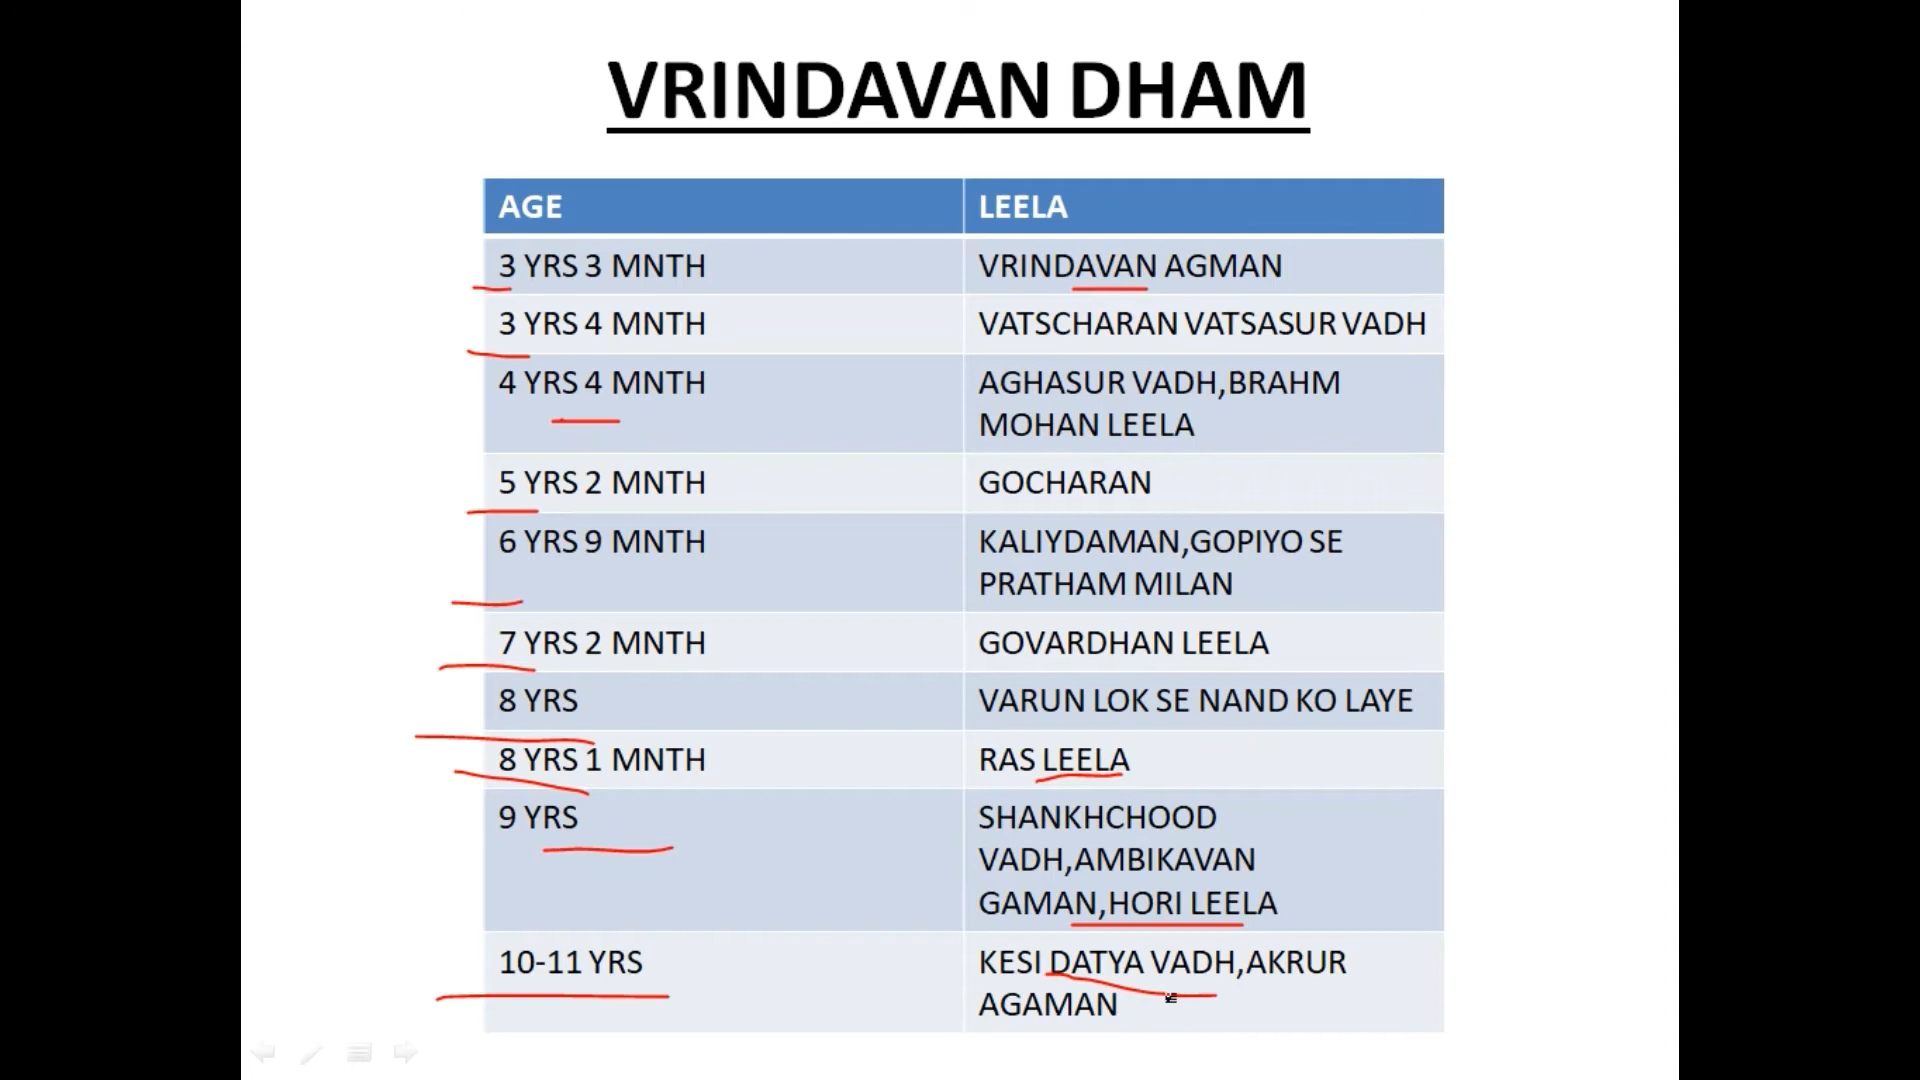 VRINDAVAN DHAM
AGE LEELA
3 YRS 3 MNTH VRINDAVAN AGMAN
3 YRS 4 MNTH VATSCHARAN VATSASUR VADH
4 YRS 4 MNTH AGHASUR VADH,BRAHM
MOHAN LEELA
5 YRS 2 MNTH GOCHARAN
6 YRS 9 MNTH KALIYDAMAN,GOPIYO SE
PRATHAM MILAN
7 YRS 2 MNTH GOVARDHAN LEELA
8 YRS VARUN LOK SE NAND KO LAYE
8 YRS 1 MNTH RAS LEELA
9 YRS SHANKHCHOOD
VADH,AMBIKAVAN
GAMAN,HORI LEELA
10-11 YRS KESI DATYA VADH,AKRUR
AGAMAN